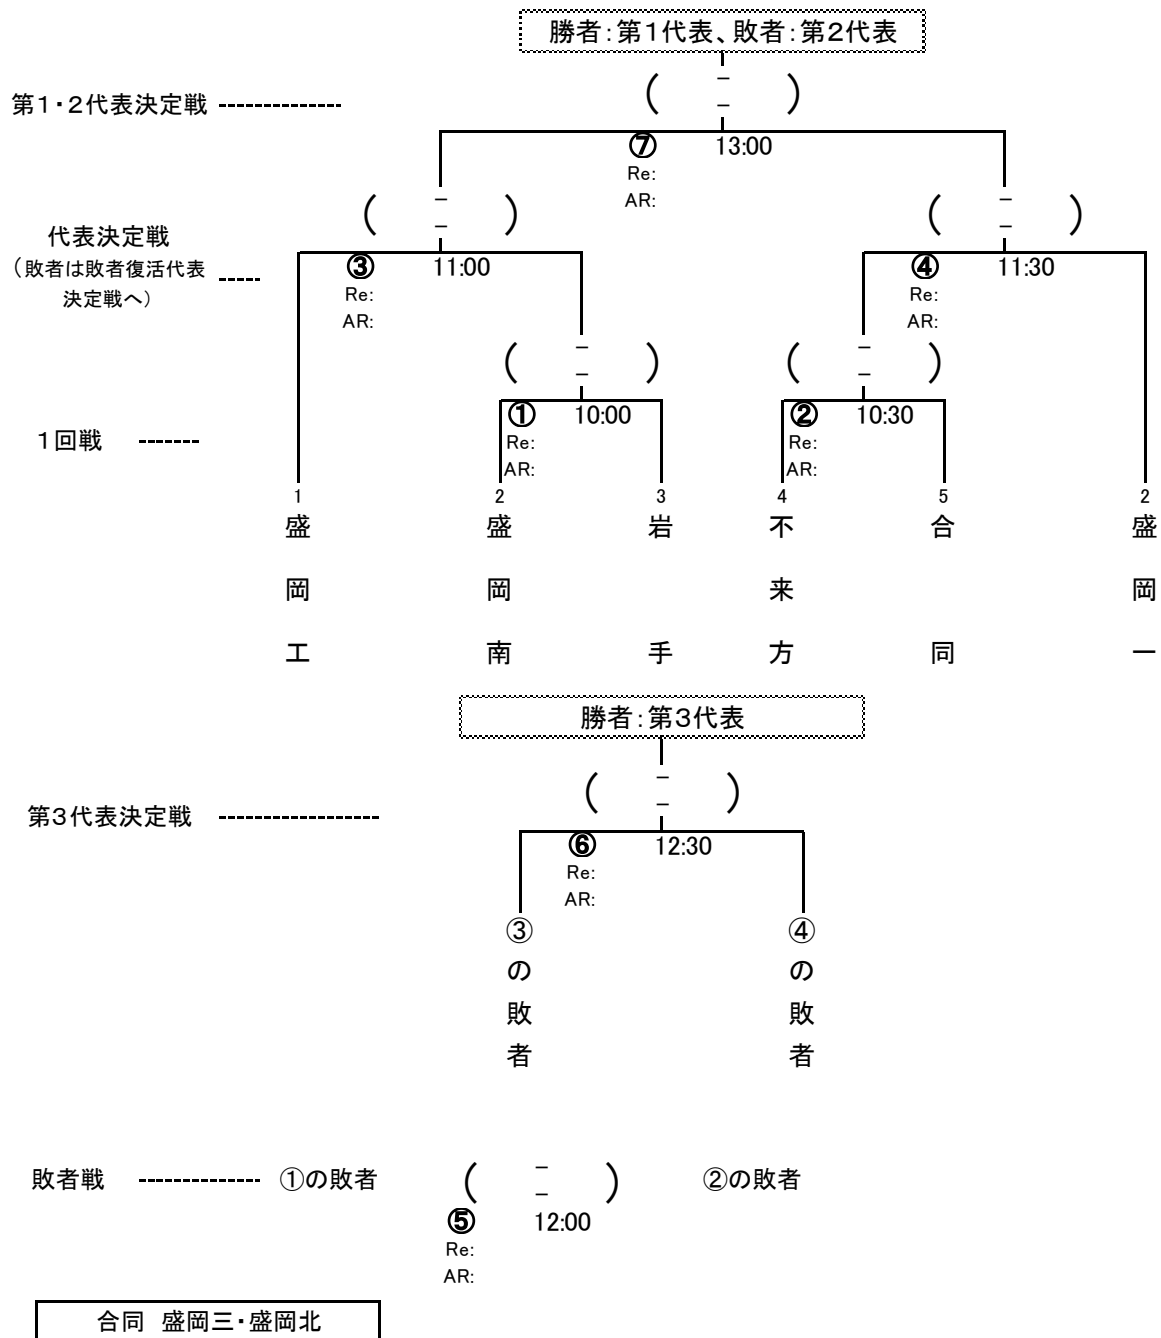 勝者：第１代表、敗者：第２代表
( － － )
第１・２代表決定戦
⑦ 13:00
Re:
AR:
( － － ) ( － － )
代表決定戦
（敗者は敗者復活代表
決定戦へ）
③ 11:00 ④ 11:30
Re: Re:
AR: AR:
( － － ) ( － － )
① 10:00 ② 10:30
１回戦
Re: Re:
AR: AR:
1 2 3 4 5 2
盛岡工 盛岡南 岩手 不来方 合同 盛岡一
勝者：第３代表
( － － )
第３代表決定戦
⑥ 12:30
Re:
AR:
③の敗者 ④の敗者
敗者戦 ①の敗者 ( － － ) ②の敗者
⑤ 12:00
Re:
AR:
合同 盛岡三・盛岡北